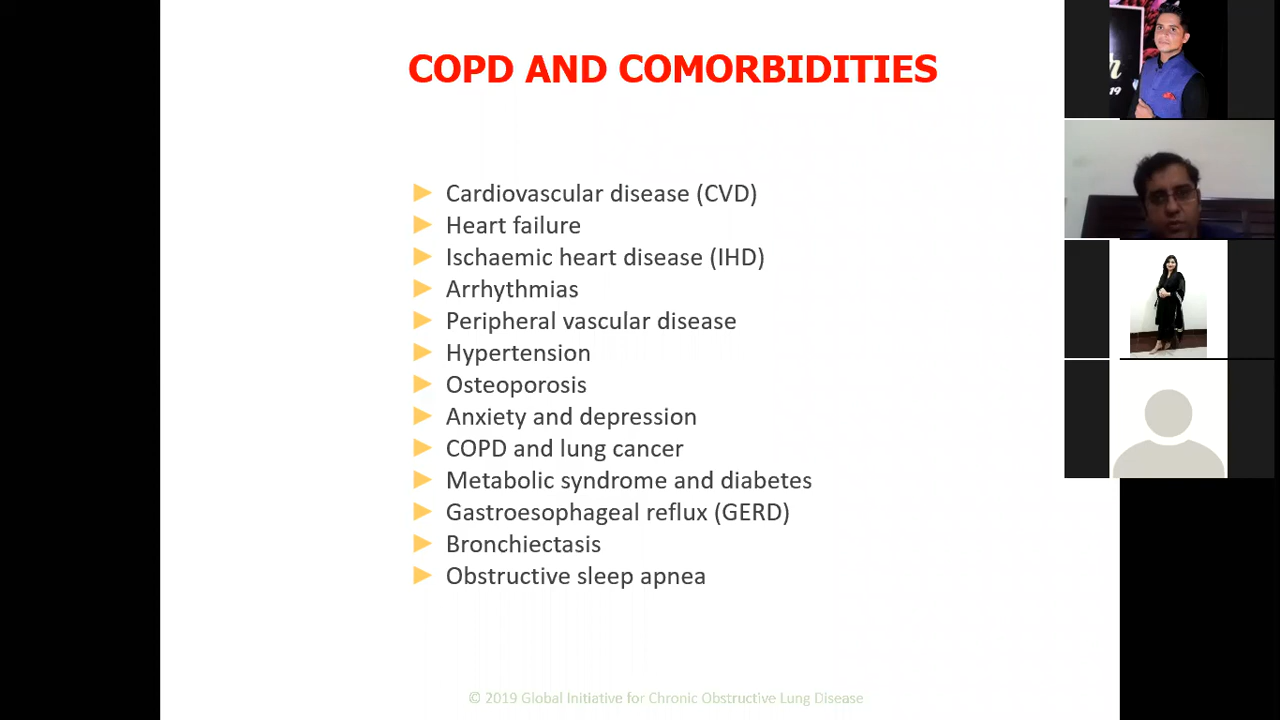 COPD AND COMORBIDITIES
Cardiovascular disease (CVD)
Heart failure
Ischaemic heart disease (IHD)
Arrhythmias
Peripheral vascular disease
Hypertension
Osteoporosis
Anxiety and depression
COPD and lung cancer
Metabolic syndrome and diabetes
Gastroesophageal reflux (GERD)
Bronchiectasis
Obstructive sleep apnea
© 2019 Global Initiative for Chronic Obstructive Lung Disease
19